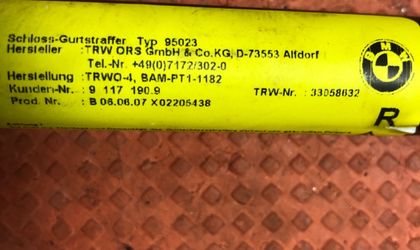 Schloss-Gurtstraffer Typ 95023
Hersteller : TRW ORS GmbH & Co.KG, D-73553 Alfdorf
Tel.-Nr. +49(0)7172/302-0
Herstellung : TRWO-4, BAM-PT1-1182
Kunden-Nr. : 9 117 190.9 TRW-Nr. : 33058632
Prod. Nr. : B 06.06.07 X02205438
BMW
R